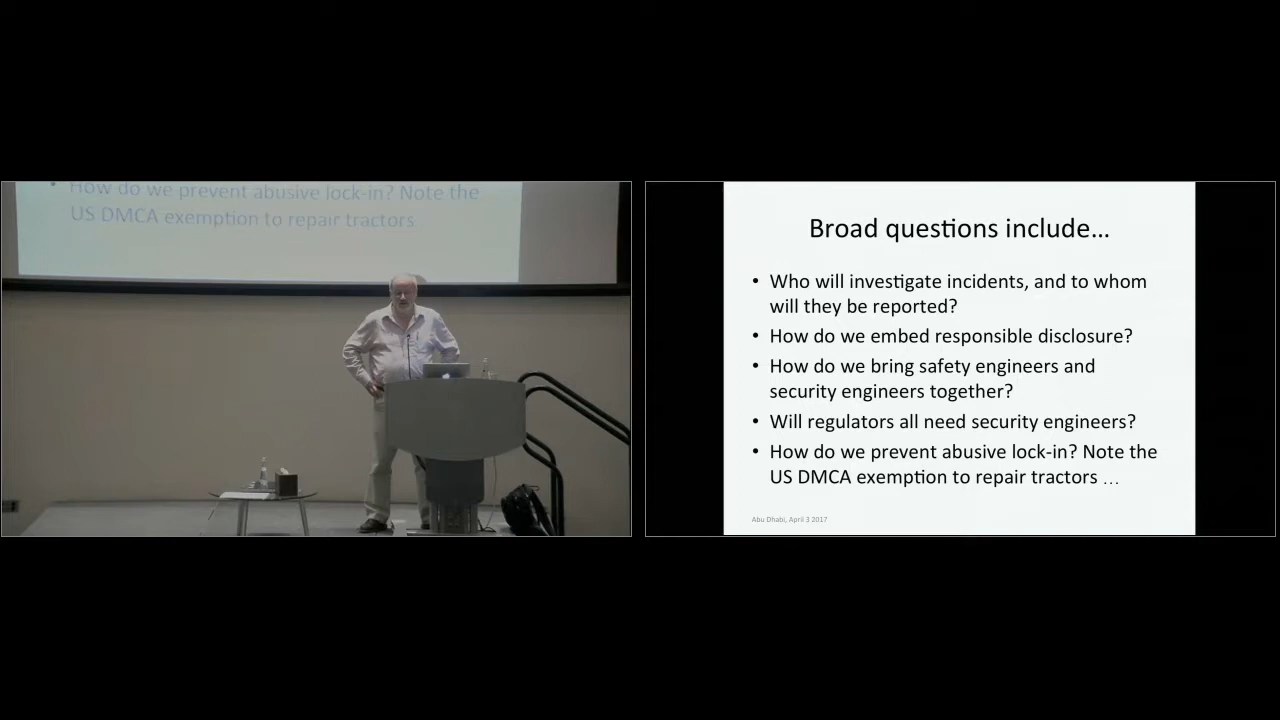 • How do we prevent abusive lock-in? Note the
US DMCA exemption to repair tractors
Broad questions include…
• Who will investigate incidents, and to whom
will they be reported?
• How do we embed responsible disclosure?
• How do we bring safety engineers and
security engineers together?
• Will regulators all need security engineers?
• How do we prevent abusive lock-in? Note the
US DMCA exemption to repair tractors …
Abu Dhabi, April 3 2017